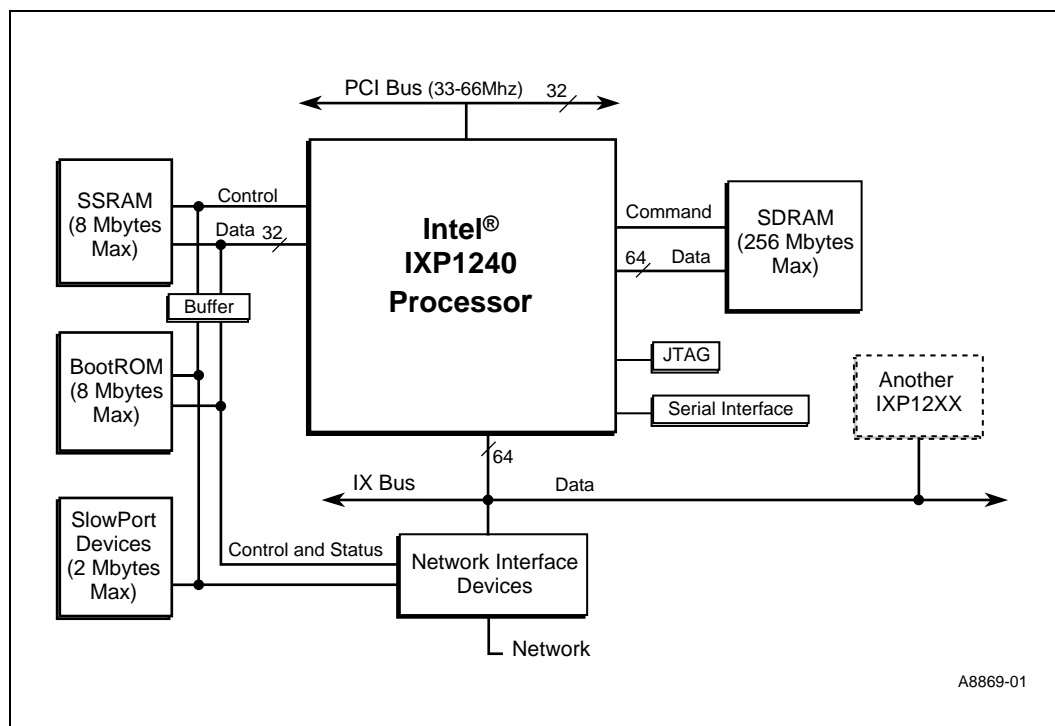 PCI Bus (33-66Mhz)
32
SSRAM
(8 Mbytes
Max)
Control
Data
32
Buffer
Intel®
IXP1240
Processor
Command
64
Data
SDRAM
(256 Mbytes
Max)
BootROM
(8 Mbytes
Max)
JTAG
Serial Interface
Another
IXP12XX
64
IX Bus
Data
SlowPort
Devices
(2 Mbytes
Max)
Control and Status
Network Interface
Devices
Network
A8869-01